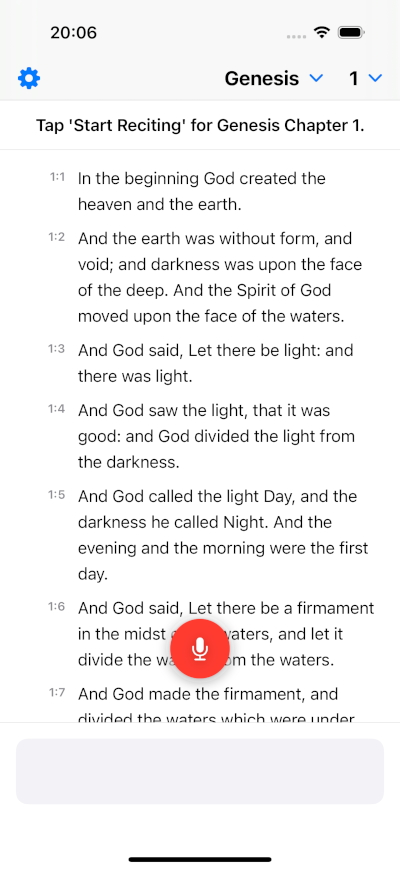 20:06
Genesis 1
Tap 'Start Reciting' for Genesis Chapter 1.
1:1 In the beginning God created the
heaven and the earth.
1:2 And the earth was without form, and
void; and darkness was upon the face
of the deep. And the Spirit of God
moved upon the face of the waters.
1:3 And God said, Let there be light: and
there was light.
1:4 And God saw the light, that it was
good: and God divided the light from
the darkness.
1:5 And God called the light Day, and the
darkness he called Night. And the
evening and the morning were the first
day.
1:6 And God said, Let there be a firmament
in the midst waters, and let it
divide the the waters.
1:7 And God made the firmament, and
divided the waters which were under